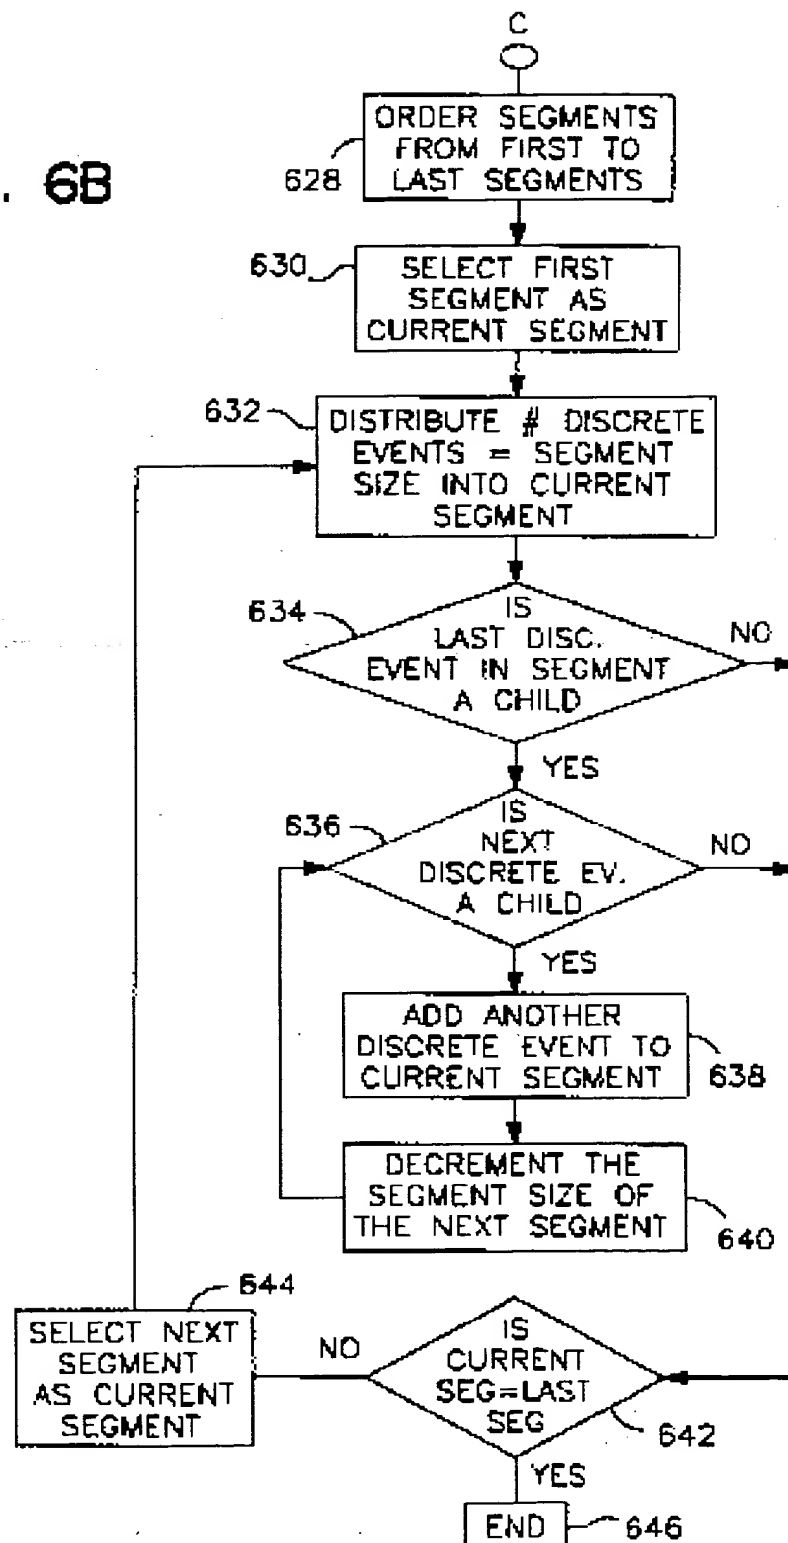 C
. 6B
ORDER SEGMENTS
FROM FIRST TO
LAST SEGMENTS
628
630
SELECT FIRST
SEGMENT AS
CURRENT SEGMENT
632
DISTRIBUTE # DISCRETE
EVENTS = SEGMENT
SIZE INTO CURRENT
SEGMENT
634
IS
LAST DISC.
EVENT IN SEGMENT
A CHILD
NO
YES
636
IS
NEXT
DISCRETE EV.
A CHILD
NO
YES
ADD ANOTHER
DISCRETE EVENT TO
CURRENT SEGMENT
638
DECREMENT THE
SEGMENT SIZE OF
THE NEXT SEGMENT
640
644
SELECT NEXT
SEGMENT
AS CURRENT
SEGMENT
NO
IS
CURRENT
SEG=LAST
SEG
642
YES
END
646